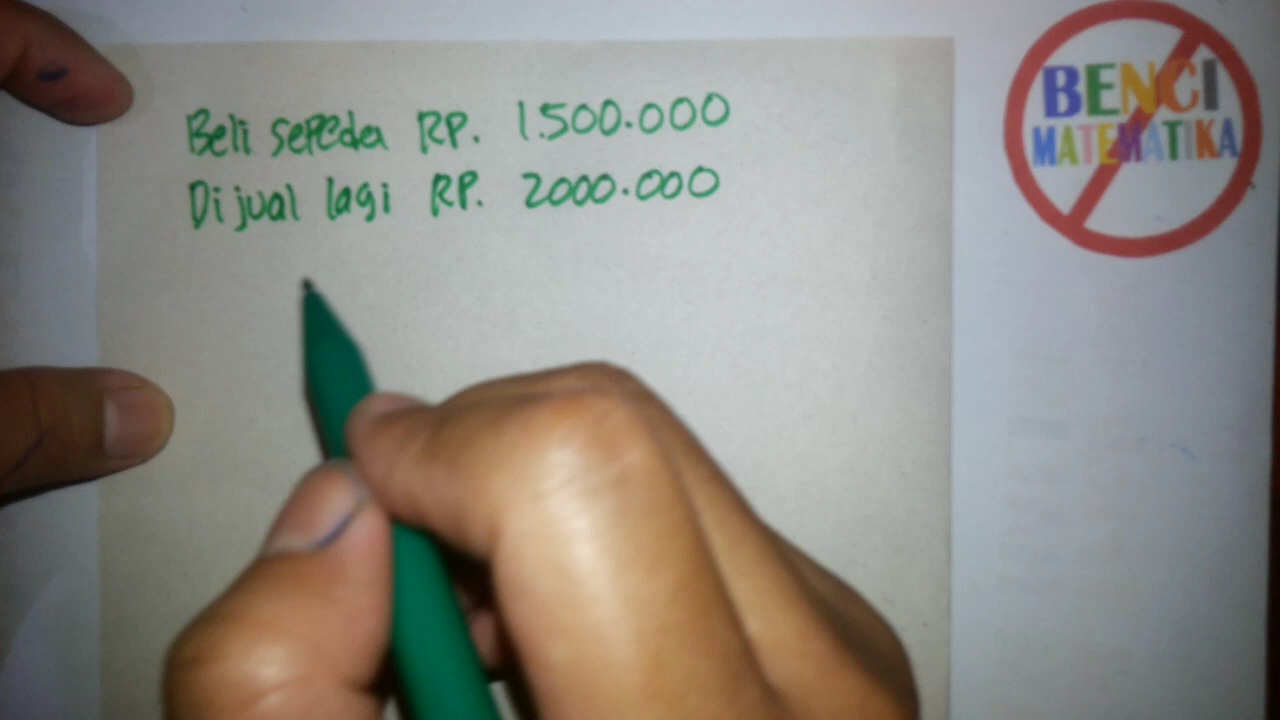 Beli sepeda RP. 1.500.000
Dijual lagi RP. 2000.000
BENCI
MATEMATIKA